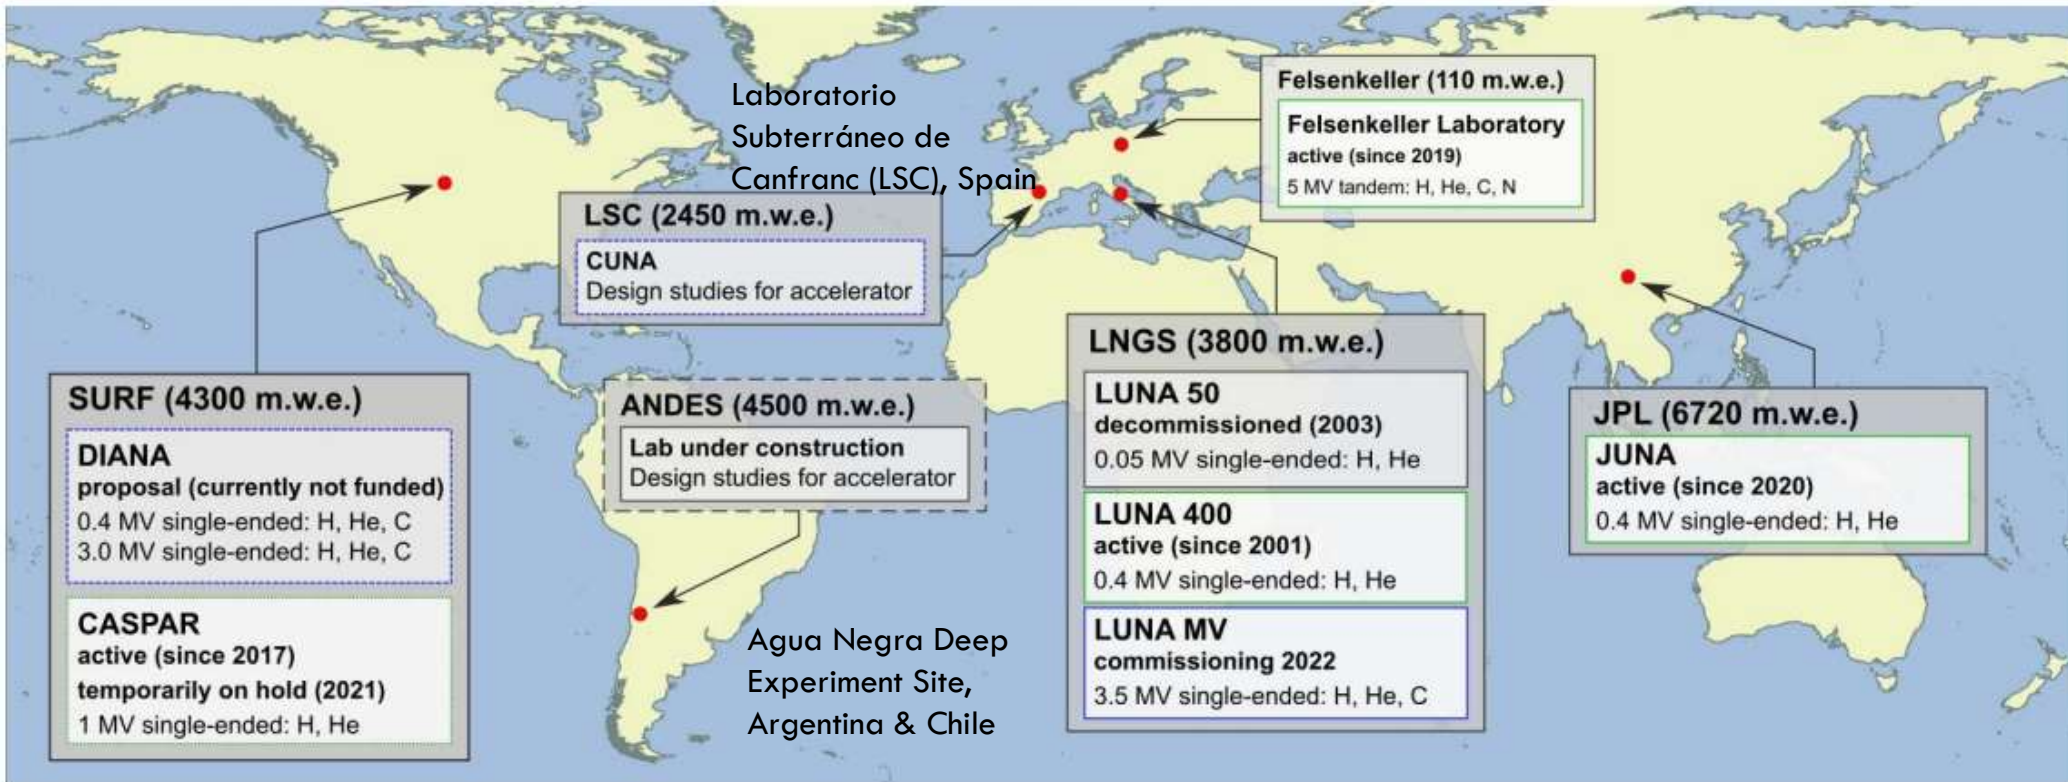 Laboratorio
Subterráneo de
Canfranc (LSC), Spain
Felsenkeller (110 m.w.e.)
Felsenkeller Laboratory
active (since 2019)
5 MV tandem: H, He, C, N
LSC (2450 m.w.e.)
CUNA
Design studies for accelerator
SURF (4300 m.w.e.)
DIANA
proposal (currently not funded)
0.4 MV single-ended: H, He, C
3.0 MV single-ended: H, He, C
CASPAR
active (since 2017)
temporarily on hold (2021)
1 MV single-ended: H, He
ANDES (4500 m.w.e.)
Lab under construction
Design studies for accelerator
Agua Negra Deep
Experiment Site,
Argentina & Chile
LNGS (3800 m.w.e.)
LUNA 50
decommissioned (2003)
0.05 MV single-ended: H, He
LUNA 400
active (since 2001)
0.4 MV single-ended: H, He
LUNA MV
commissioning 2022
3.5 MV single-ended: H, He, C
JPL (6720 m.w.e.)
JUNA
active (since 2020)
0.4 MV single-ended: H, He